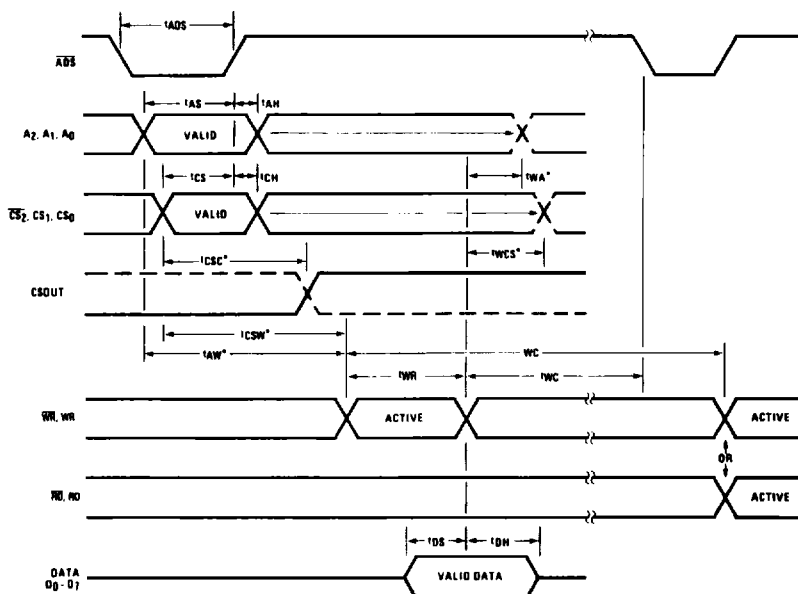 tADS
ADS
tAS tAH
A2, A1, A0 VALID
tWA*
tCS tCH
CS2, CS1, CS0 VALID
tWCS*
tCSC*
CSOUT
tCSW*
tAW* WC
tWR tWC
WR, WR ACTIVE ACTIVE
OR
RD, RD ACTIVE
tDS tDH
DATA VALID DATA
D0-D7